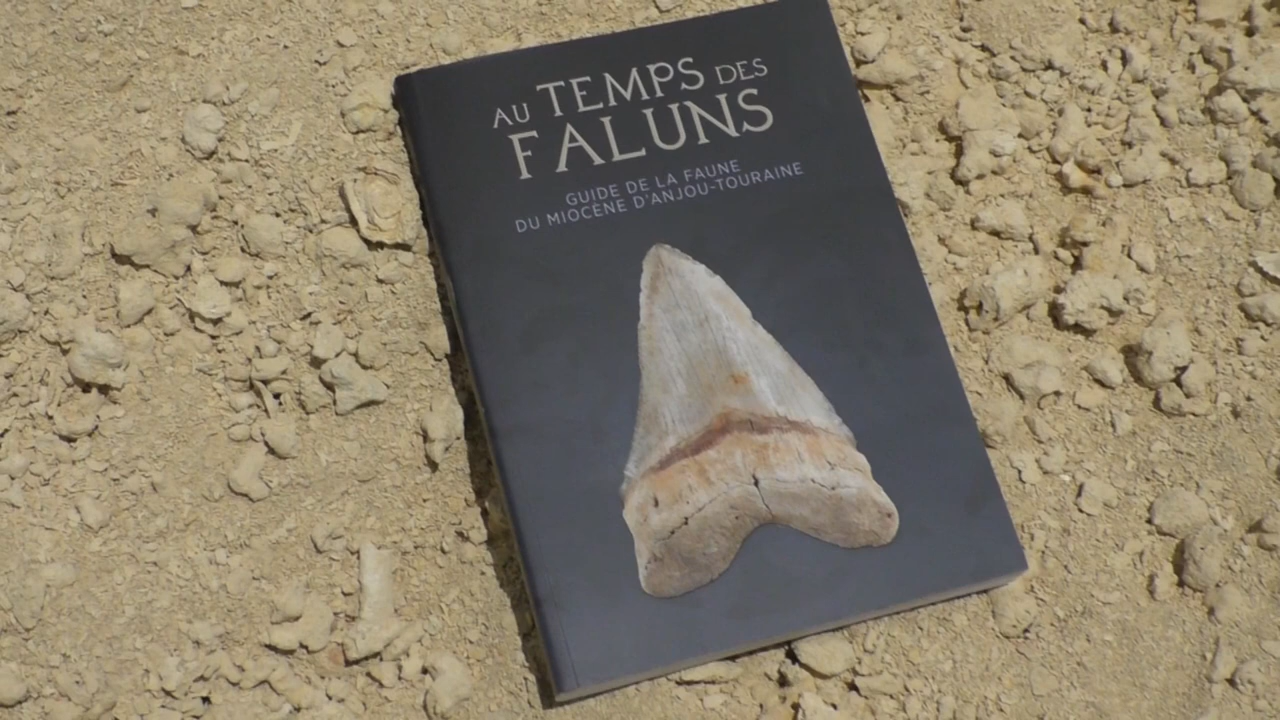 AU TEMPS DES
FALUNS
GUIDE DE LA FAUNE
DU MIOCÈNE D'ANJOU-TOURAINE